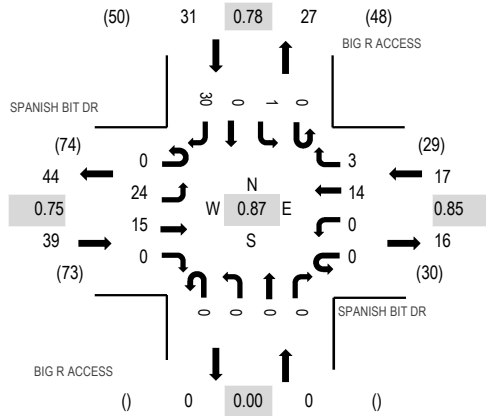 (50) 31 0.78 27 (48)
BIG R ACCESS
SPANISH BIT DR
30 0 1 0
(74) (29)
44 0 3 17
24 N 14
0.75 W 0.87 E 0.85
39 15 S 0 16
0 0
(73) (30)
0 0 0 0
SPANISH BIT DR
BIG R ACCESS
() 0 0.00 0 ()